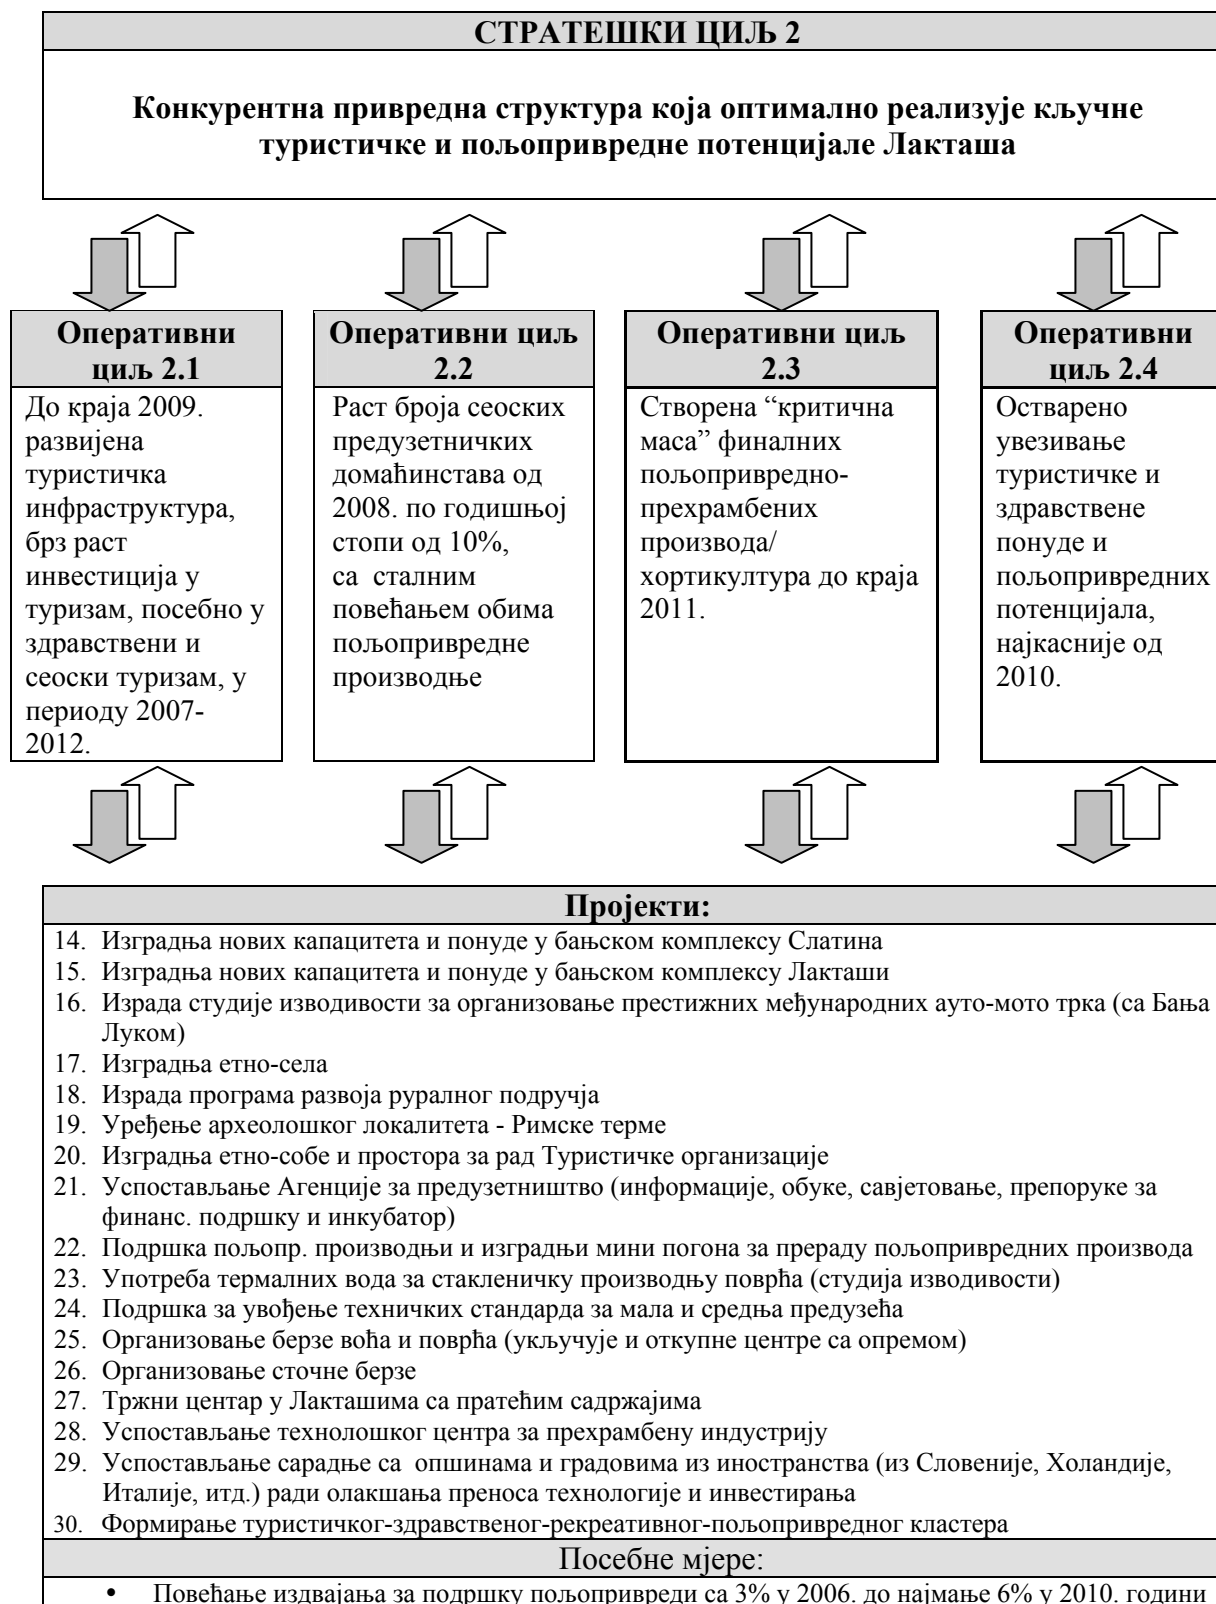 СТРАТЕШКИ ЦИЉ 2
Конкурентна привредна структура која оптимално реализује кључне
туристичке и пољопривредне потенцијале Лакташа
Оперативни
циљ 2.1
До краја 2009.
развијена
туристичка
инфраструктура,
брз раст
инвестиција у
туризам, посебно у
здравствени и
сеоски туризам, у
периоду 2007-
2012.
Оперативни циљ
2.2
Раст броја сеоских
предузетничких
домаћинстава од
2008. по годишњој
стопи од 10%,
са сталним
повећањем обима
пољопривредне
производње
Оперативни циљ
2.3
Створена “критична
маса” финалних
пољопривредно-
прехрамбених
производа/
хортикултура до краја
2011.
Оперативни
циљ 2.4
Остварено
увезивање
туристичке и
здравствене
понуде и
пољопривредних
потенцијала,
најкасније од
2010.
Пројекти:
14. Изградња нових капацитета и понуде у бањском комплексу Слатина
15. Изградња нових капацитета и понуде у бањском комплексу Лакташи
16. Израда студије изводивости за организовање престижних међународних ауто-мото трка (са Бања
Луком)
17. Изградња етно-села
18. Израда програма развоја руралног подручја
19. Уређење археолошког локалитета - Римске терме
20. Изградња етно-собе и простора за рад Туристичке организације
21. Успостављање Агенције за предузетништво (информације, обуке, савјетовање, препоруке за
финанс. подршку и инкубатор)
22. Подршка пољопр. производњи и изградњи мини погона за прераду пољопривредних производа
23. Употреба термалних вода за стакленичку производњу поврћа (студија изводивости)
24. Подршка за увођење техничких стандарда за мала и средња предузећа
25. Организовање берзе воћа и поврћа (укључује и откупне центре са опремом)
26. Организовање сточне берзе
27. Тржни центар у Лакташима са пратећим садржајима
28. Успостављање технолошког центра за прехрамбену индустрију
29. Успостављање сарадње са опшинама и градовима из иностранства (из Словеније, Холандије,
Италије, итд.) ради олакшања преноса технологије и инвестирања
30. Формирање туристичког-здравственог-рекреативног-пољопривредног кластера
Посебне мјере:
• Повећање издвајања за подршку пољопривреди са 3% у 2006. до најмање 6% у 2010. години